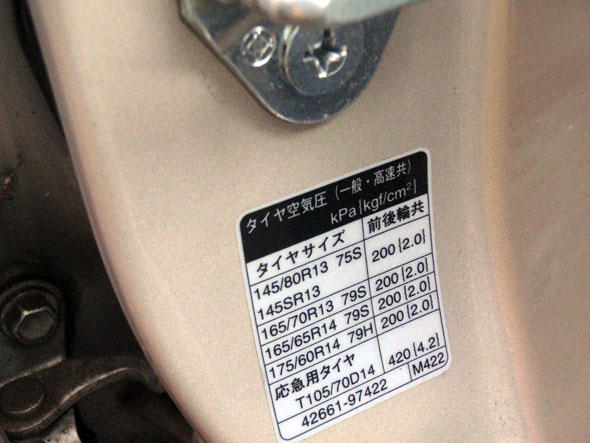 タイヤ空気圧 (一般・高速共)
kPa{kgf/cm²}
タイヤサイズ 前後輪共
145/80R13 75S 200{2.0}
145SR13
165/70R13 79S 200{2.0}
165/65R14 79S 200{2.0}
175/60R14 79H 200{2.0}
応急用タイヤ
T105/70D14 420{4.2}
42661-97422 M422